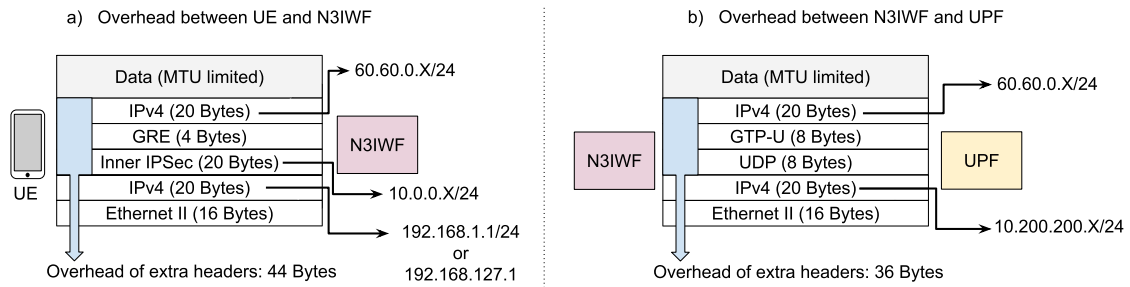 a) Overhead between UE and N3IWF
Data (MTU limited)
60.60.0.X/24
IPv4 (20 Bytes)
GRE (4 Bytes)
N3IWF
Inner IPSec (20 Bytes)
UE
IPv4 (20 Bytes)
10.0.0.X/24
Ethernet II (16 Bytes)
192.168.1.1/24
or
192.168.127.1
Overhead of extra headers: 44 Bytes
b) Overhead between N3IWF and UPF
Data (MTU limited)
60.60.0.X/24
IPv4 (20 Bytes)
GTP-U (8 Bytes)
N3IWF
UDP (8 Bytes)
UPF
IPv4 (20 Bytes)
Ethernet II (16 Bytes)
10.200.200.X/24
Overhead of extra headers: 36 Bytes